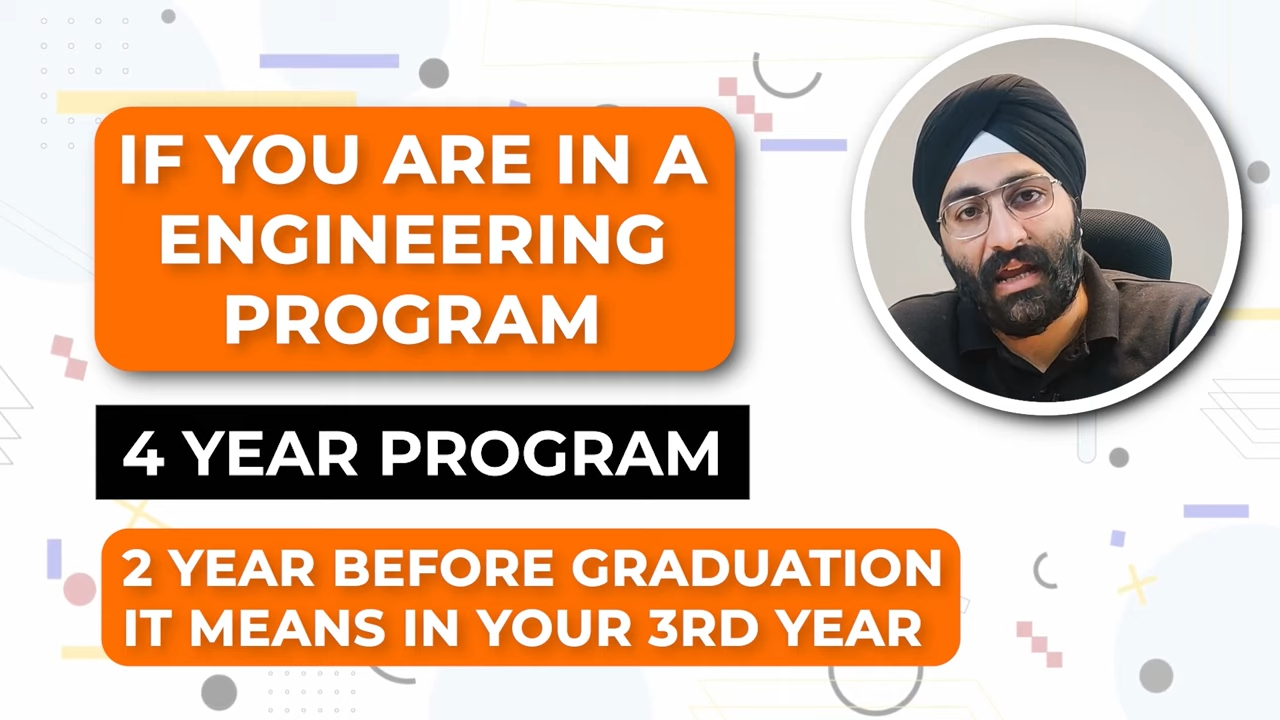 IF YOU ARE IN A
ENGINEERING
PROGRAM
4 YEAR PROGRAM
2 YEAR BEFORE GRADUATION
IT MEANS IN YOUR 3RD YEAR